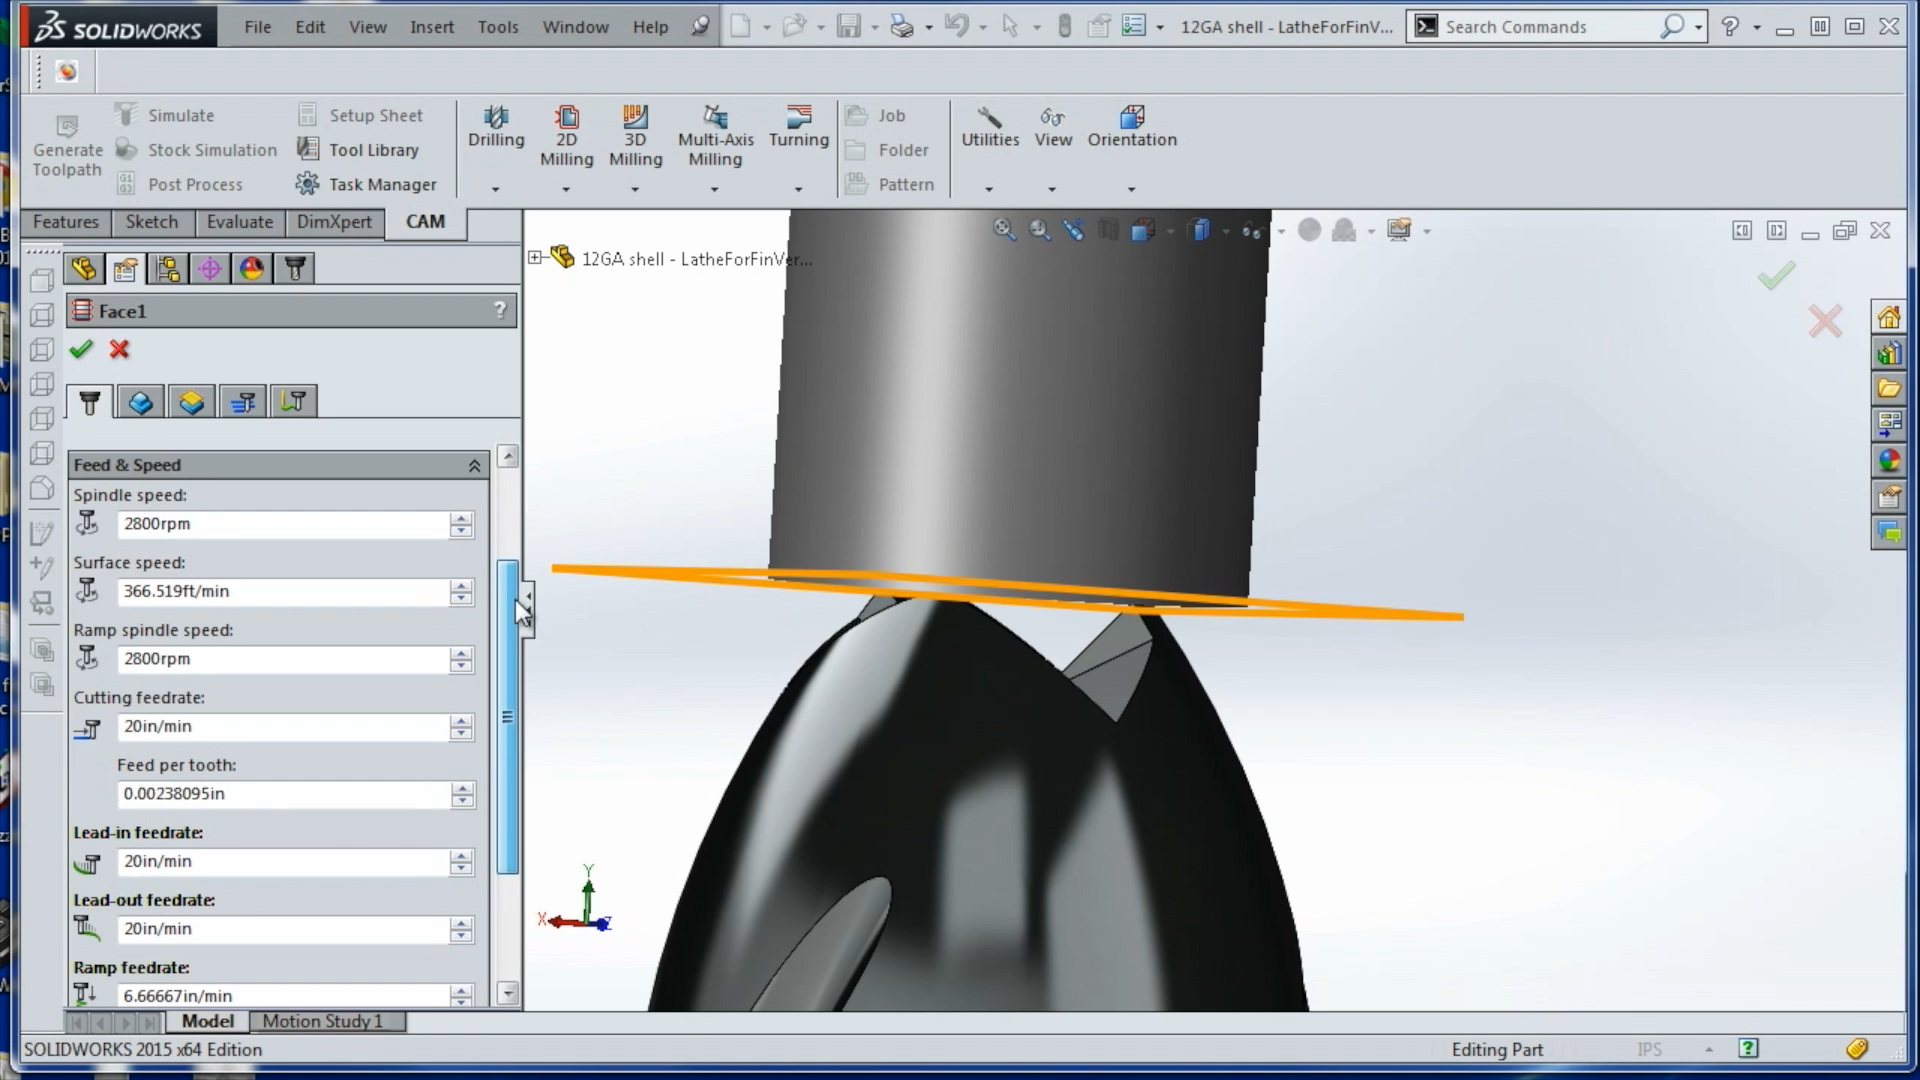 SOLIDWORKS
File Edit View Insert Tools Window Help
12GA shell - LatheForFinV...
Search Commands
Generate Toolpath
Simulate
Stock Simulation
Post Process
Setup Sheet
Tool Library
Task Manager
Drilling
2D Milling
3D Milling
Multi-Axis Milling
Turning
Job
Folder
Pattern
Utilities
View
Orientation
Features Sketch Evaluate DimXpert CAM
12GA shell - LatheForFinVer...
Face1
Feed & Speed
Spindle speed:
2800rpm
Surface speed:
366.519ft/min
Ramp spindle speed:
2800rpm
Cutting feedrate:
20in/min
Feed per tooth:
0.00238095in
Lead-in feedrate:
20in/min
Lead-out feedrate:
20in/min
Ramp feedrate:
6.66667in/min
Y
X
Z
Model Motion Study 1
SOLIDWORKS 2015 x64 Edition
Editing Part
IPS